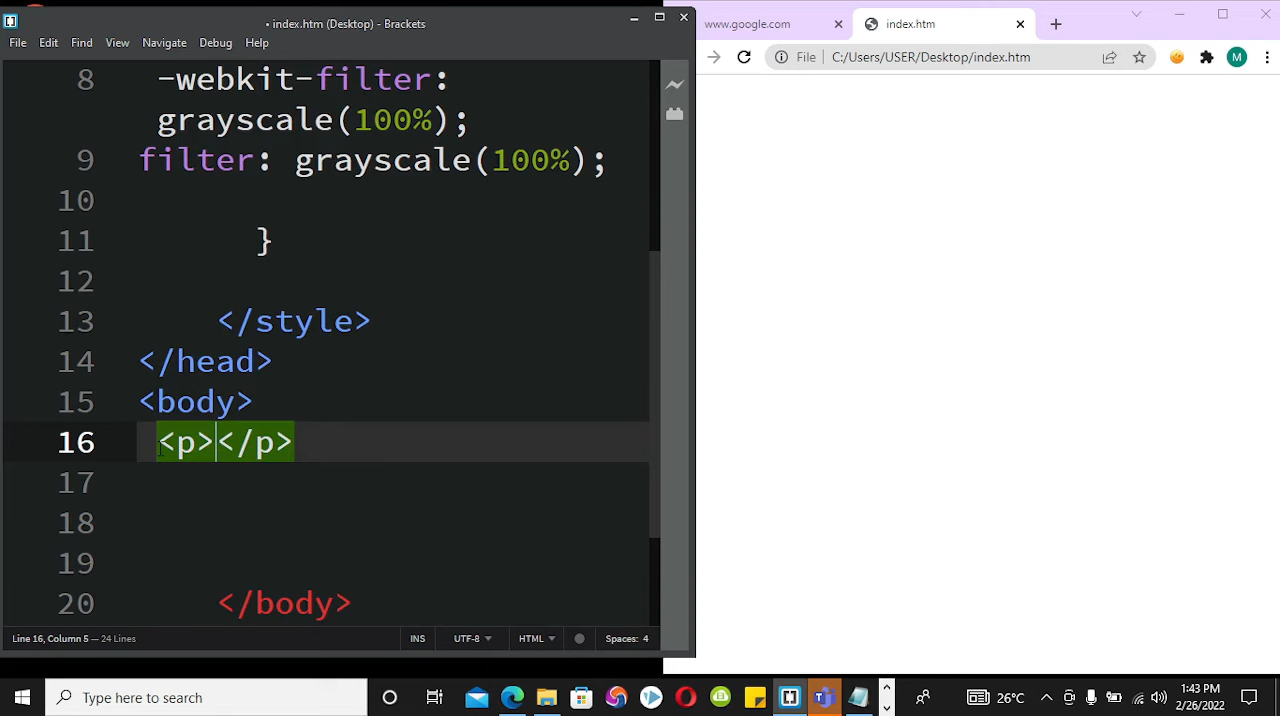 • index.htm (Desktop) - Brackets
www.google.com
index.htm
File Edit Find View Navigate Debug Help
File C:/Users/USER/Desktop/index.htm
M
8 -webkit-filter:
grayscale(100%);
9 filter: grayscale(100%);
10
11 }
12
13 </style>
14 </head>
15 <body>
16 <p></p>
17
18
19
20 </body>
Line 16, Column 5 — 24 Lines
INS UTF-8 HTML Spaces: 4
Type here to search
26°C
1:43 PM
2/26/2022